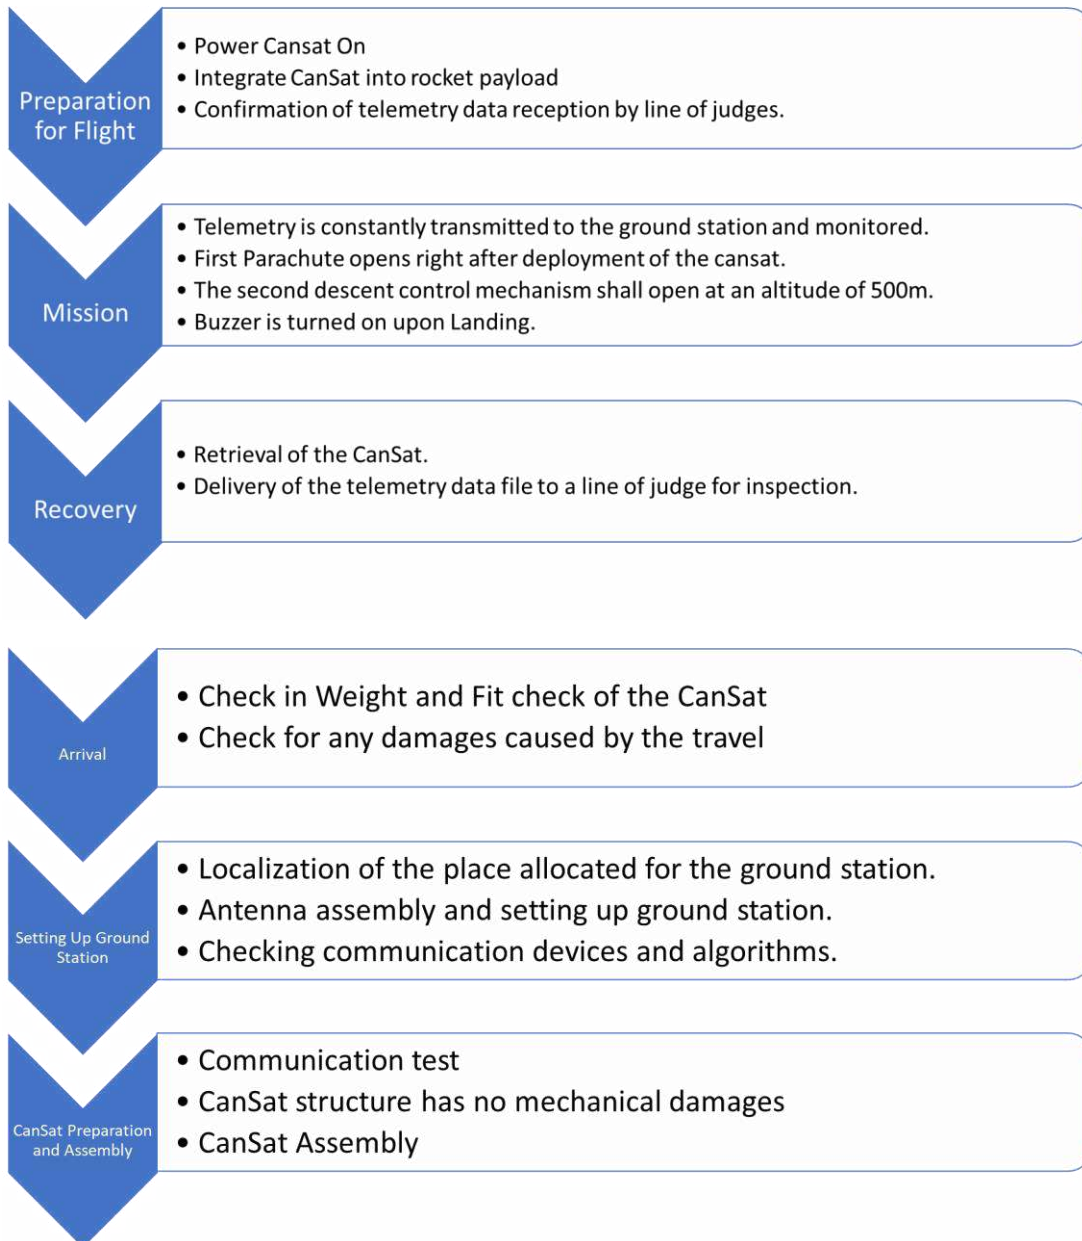 Preparation
for Flight
• Power Cansat On
• Integrate CanSat into rocket payload
• Confirmation of telemetry data reception by line of judges.
Mission
• Telemetry is constantly transmitted to the ground station and monitored.
• First Parachute opens right after deployment of the cansat.
• The second descent control mechanism shall open at an altitude of 500m.
• Buzzer is turned on upon Landing.
Recovery
• Retrieval of the CanSat.
• Delivery of the telemetry data file to a line of judge for inspection.
Arrival
• Check in Weight and Fit check of the CanSat
• Check for any damages caused by the travel
Setting Up Ground
Station
• Localization of the place allocated for the ground station.
• Antenna assembly and setting up ground station.
• Checking communication devices and algorithms.
CanSat Preparation
and Assembly
• Communication test
• CanSat structure has no mechanical damages
• CanSat Assembly